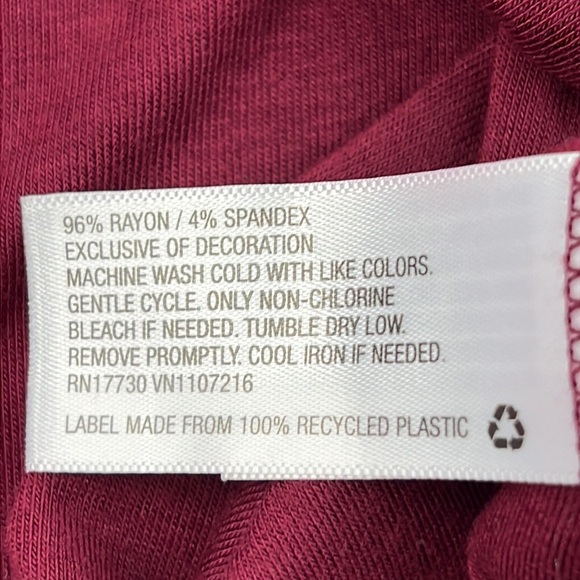 96% RAYON / 4% SPANDEX
EXCLUSIVE OF DECORATION
MACHINE WASH COLD WITH LIKE COLORS.
GENTLE CYCLE. ONLY NON-CHLORINE
BLEACH IF NEEDED. TUMBLE DRY LOW.
REMOVE PROMPTLY. COOL IRON IF NEEDED.
RN17730 VN1107216
LABEL MADE FROM 100% RECYCLED PLASTIC